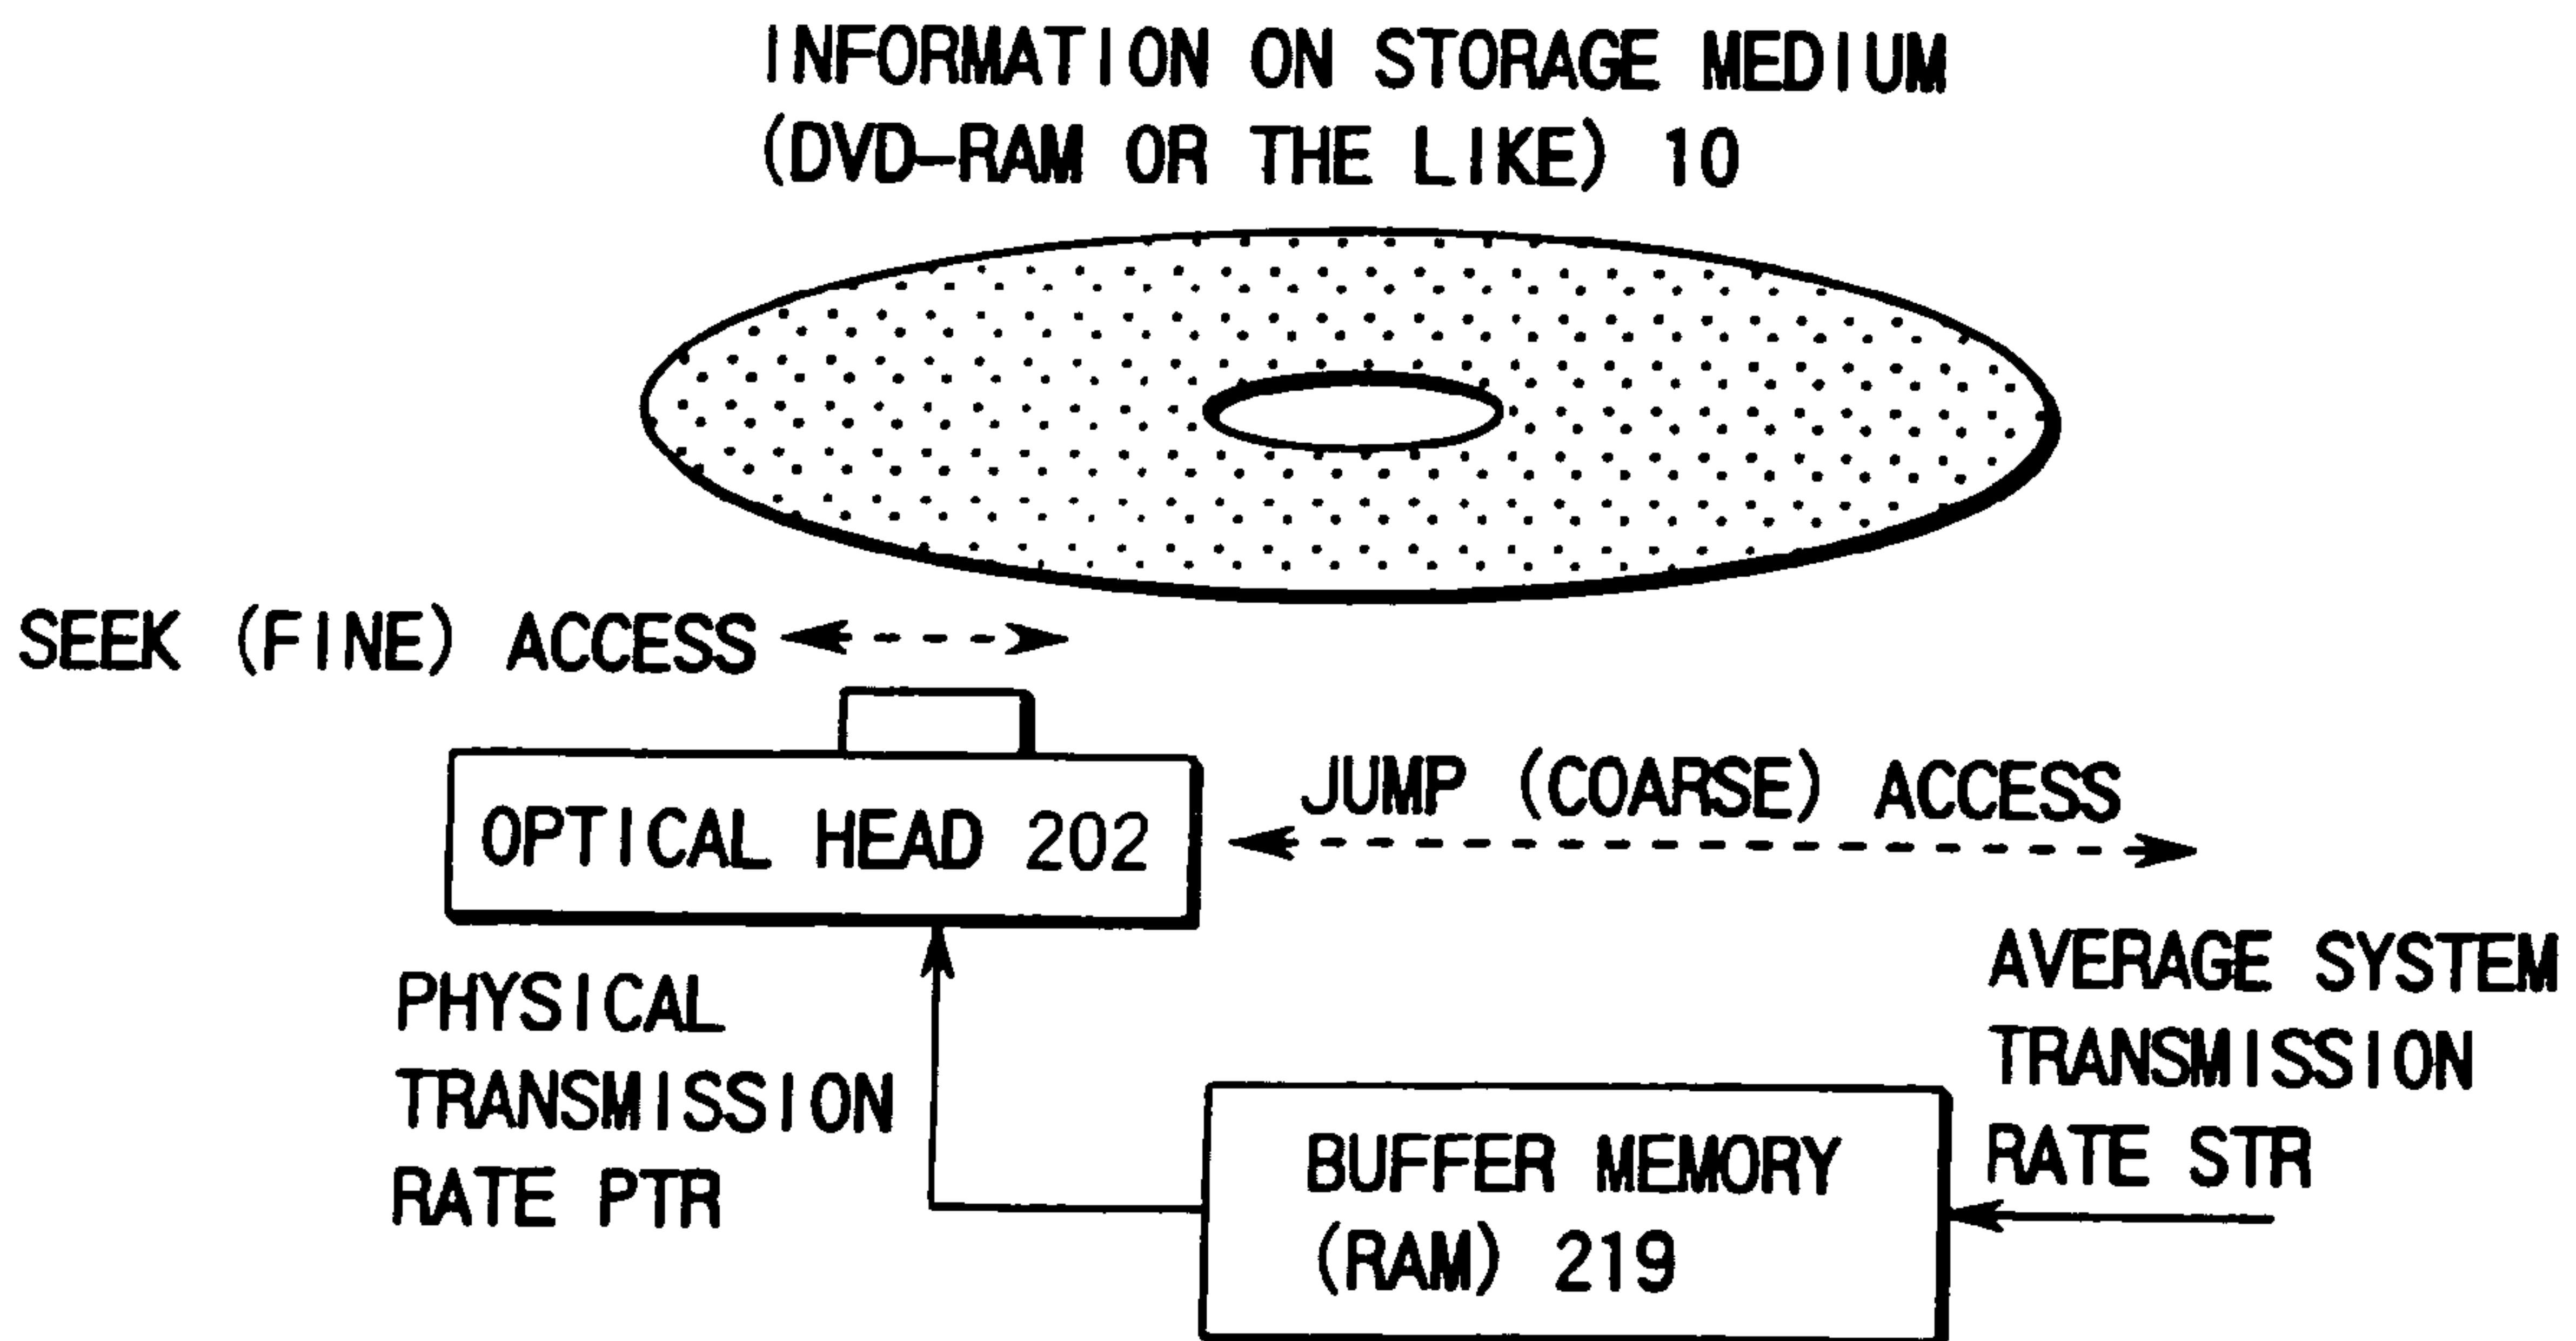 INFORMATION ON STORAGE MEDIUM
(DVD-RAM OR THE LIKE) 10
SEEK (FINE) ACCESS
OPTICAL HEAD 202
JUMP (COARSE) ACCESS
PHYSICAL
TRANSMISSION
RATE PTR
AVERAGE SYSTEM
TRANSMISSION
RATE STR
BUFFER MEMORY
(RAM) 219